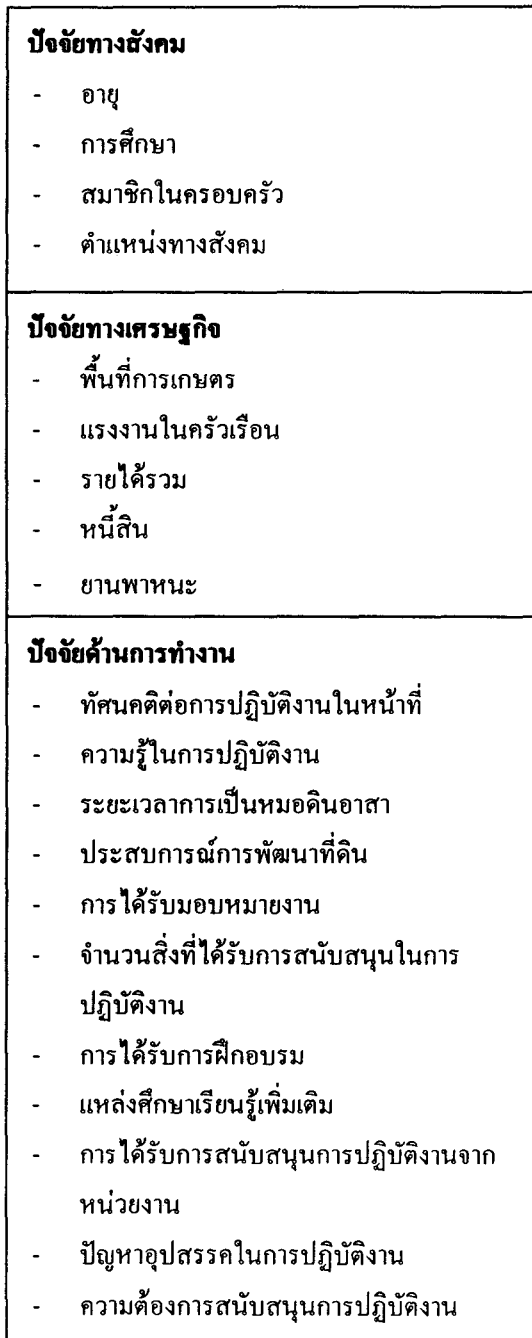 ปัจจัยทางสังคม
- อายุ
- การศึกษา
- สมาชิกในครอบครัว
- ตำแหน่งทางสังคม
ปัจจัยทางเศรษฐกิจ
- พื้นที่การเกษตร
- แรงงานในครัวเรือน
- รายได้รวม
- หนี้สิน
- ยานพาหนะ
ปัจจัยด้านการทำงาน
- ทัศนคติต่อการปฏิบัติงานในหน้าที่
- ความรู้ในการปฏิบัติงาน
- ระยะเวลาการเป็นหมอดินอาสา
- ประสบการณ์การพัฒนาที่ดิน
- การได้รับมอบหมายงาน
- จำนวนสิ่งที่ได้รับการสนับสนุนในการ
ปฏิบัติงาน
- การได้รับการฝึกอบรม
- แหล่งศึกษาเรียนรู้เพิ่มเติม
- การได้รับการสนับสนุนการปฏิบัติงานจาก
หน่วยงาน
- ปัญหาอุปสรรคในการปฏิบัติงาน
- ความต้องการสนับสนุนการปฏิบัติงาน